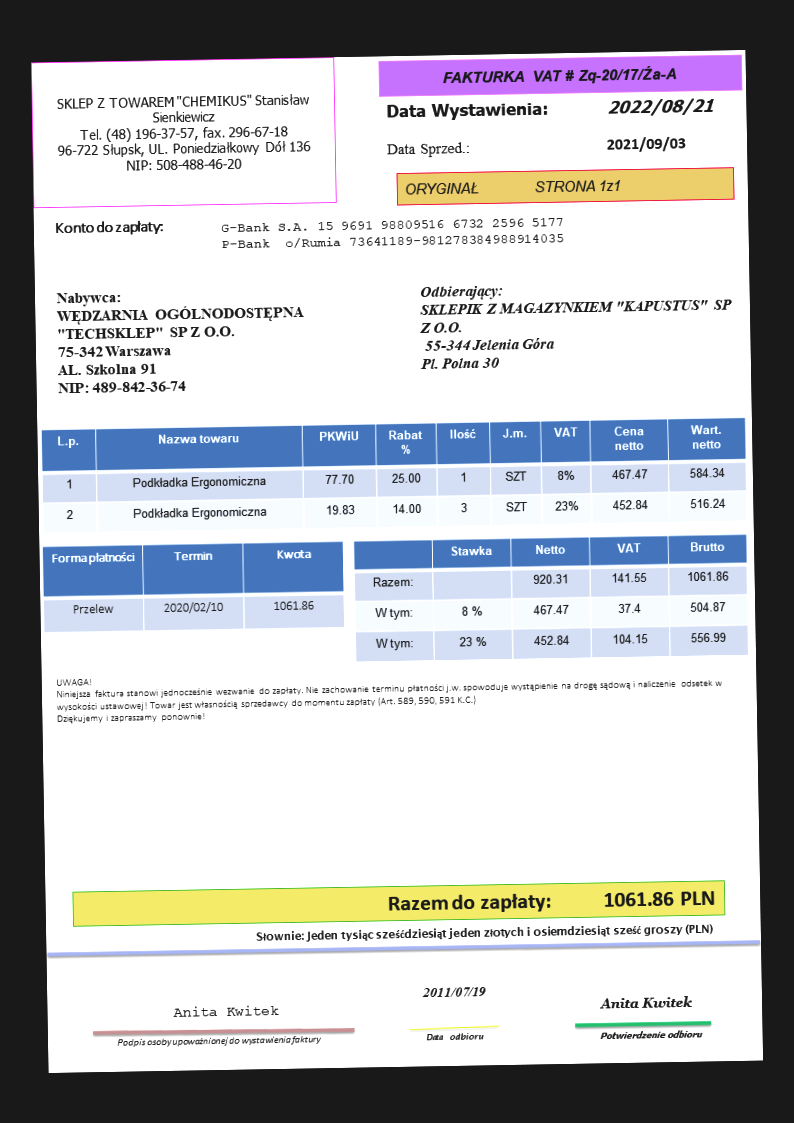 SKLEP Z TOWAREM "CHEMIKUS" Stanisław
Sienkiewicz
Tel. (48) 196-37-57, fax. 296-67-18
96-722 Słupsk, UL. Poniedziałkowy Dół 136
NIP: 508-488-46-20
FAKTURKA VAT # Zq-20/17/Źa-A
Data Wystawienia: 2022/08/21
Data Sprzed.: 2021/09/03
ORYGINAŁ STRONA 1z1
Konto do zapłaty: G-Bank S.A. 15 9691 98809516 6732 2596 5177
P-Bank o/Rumia 73641189-981278384988914035
Nabywca:
WĘDZARNIA OGÓLNODOSTĘPNA
"TECHSKLEP" SP Z O.O.
75-342 Warszawa
AL. Szkolna 91
NIP: 489-842-36-74
Odbierający:
SKLEPIK Z MAGAZYNKIEM "KAPUSTUS" SP
Z O.O.
55-344 Jelenia Góra
Pl. Polna 30
L.p. Nazwa towaru PKWiU Rabat % Ilość J.m. VAT Cena netto Wart. netto
1 Podkładka Ergonomiczna 77.70 25.00 1 SZT 8% 467.47 584.34
2 Podkładka Ergonomiczna 19.83 14.00 3 SZT 23% 452.84 516.24
Forma płatności Termin Kwota
Przelew 2020/02/10 1061.86
Stawka Netto VAT Brutto
Razem: 920.31 141.55 1061.86
W tym: 8 % 467.47 37.4 504.87
W tym: 23 % 452.84 104.15 556.99
UWAGA!
Niniejsza faktura stanowi jednocześnie wezwanie do zapłaty. Nie zachowanie terminu płatności j.w. spowoduje wystąpienie na drogę sądową i naliczenie odsetek w
wysokości ustawowej! Towar jest własnością sprzedawcy do momentu zapłaty (Art. 589, 590, 591 K.C.)
Dziękujemy i zapraszamy ponownie!
Razem do zapłaty: 1061.86 PLN
Słownie: Jeden tysiąc sześćdziesiąt jeden złotych i osiemdziesiąt sześć groszy (PLN)
Anita Kwitek
Podpis osoby upoważnionej do wystawienia faktury
2011/07/19
Data odbioru
Anita Kwitek
Potwierdzenie odbioru